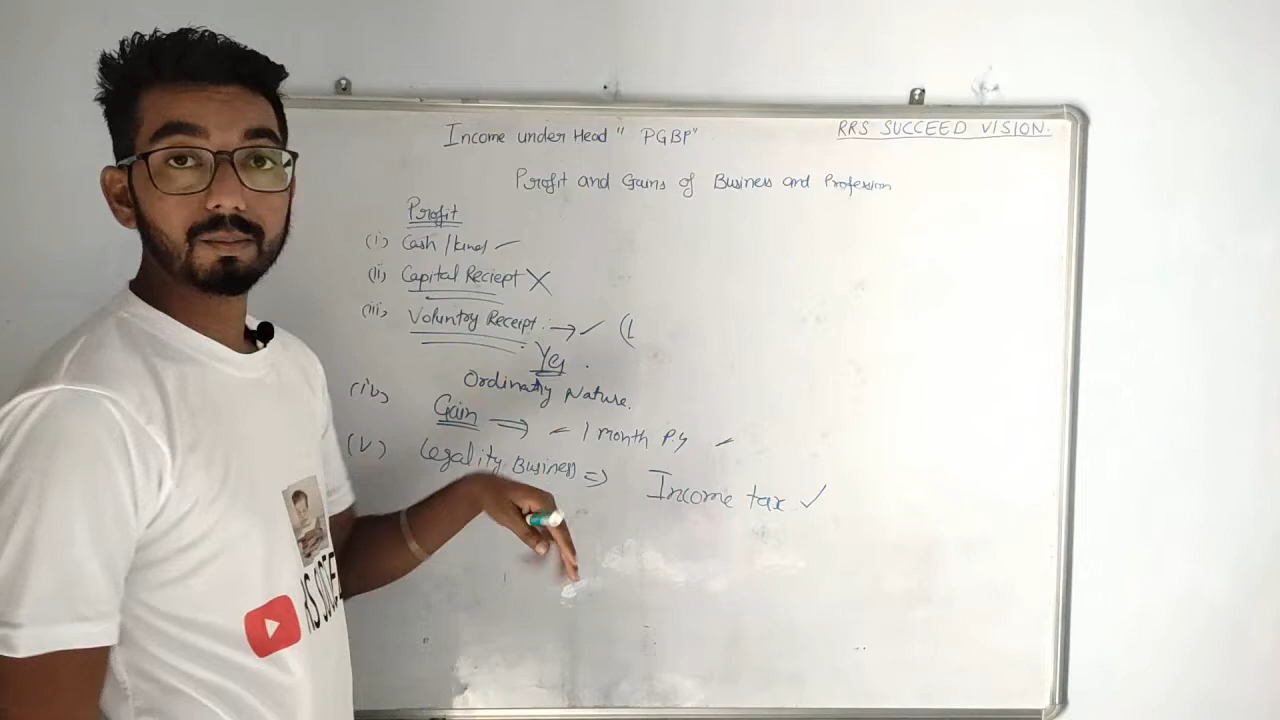 Income under Head " PGBP"
RRS SUCCEED VISION.
Profit and Gains of Business and Profession
Profit
(i) Cash / kind
(ii) Capital Reciept X
(iii) Voluntry Receipt : → ✓ (L
Yes.
Ordinary Nature.
(iv) Gain ⇒ 1 month P.y
(V) Legality Business ⇒ Income tax ✓